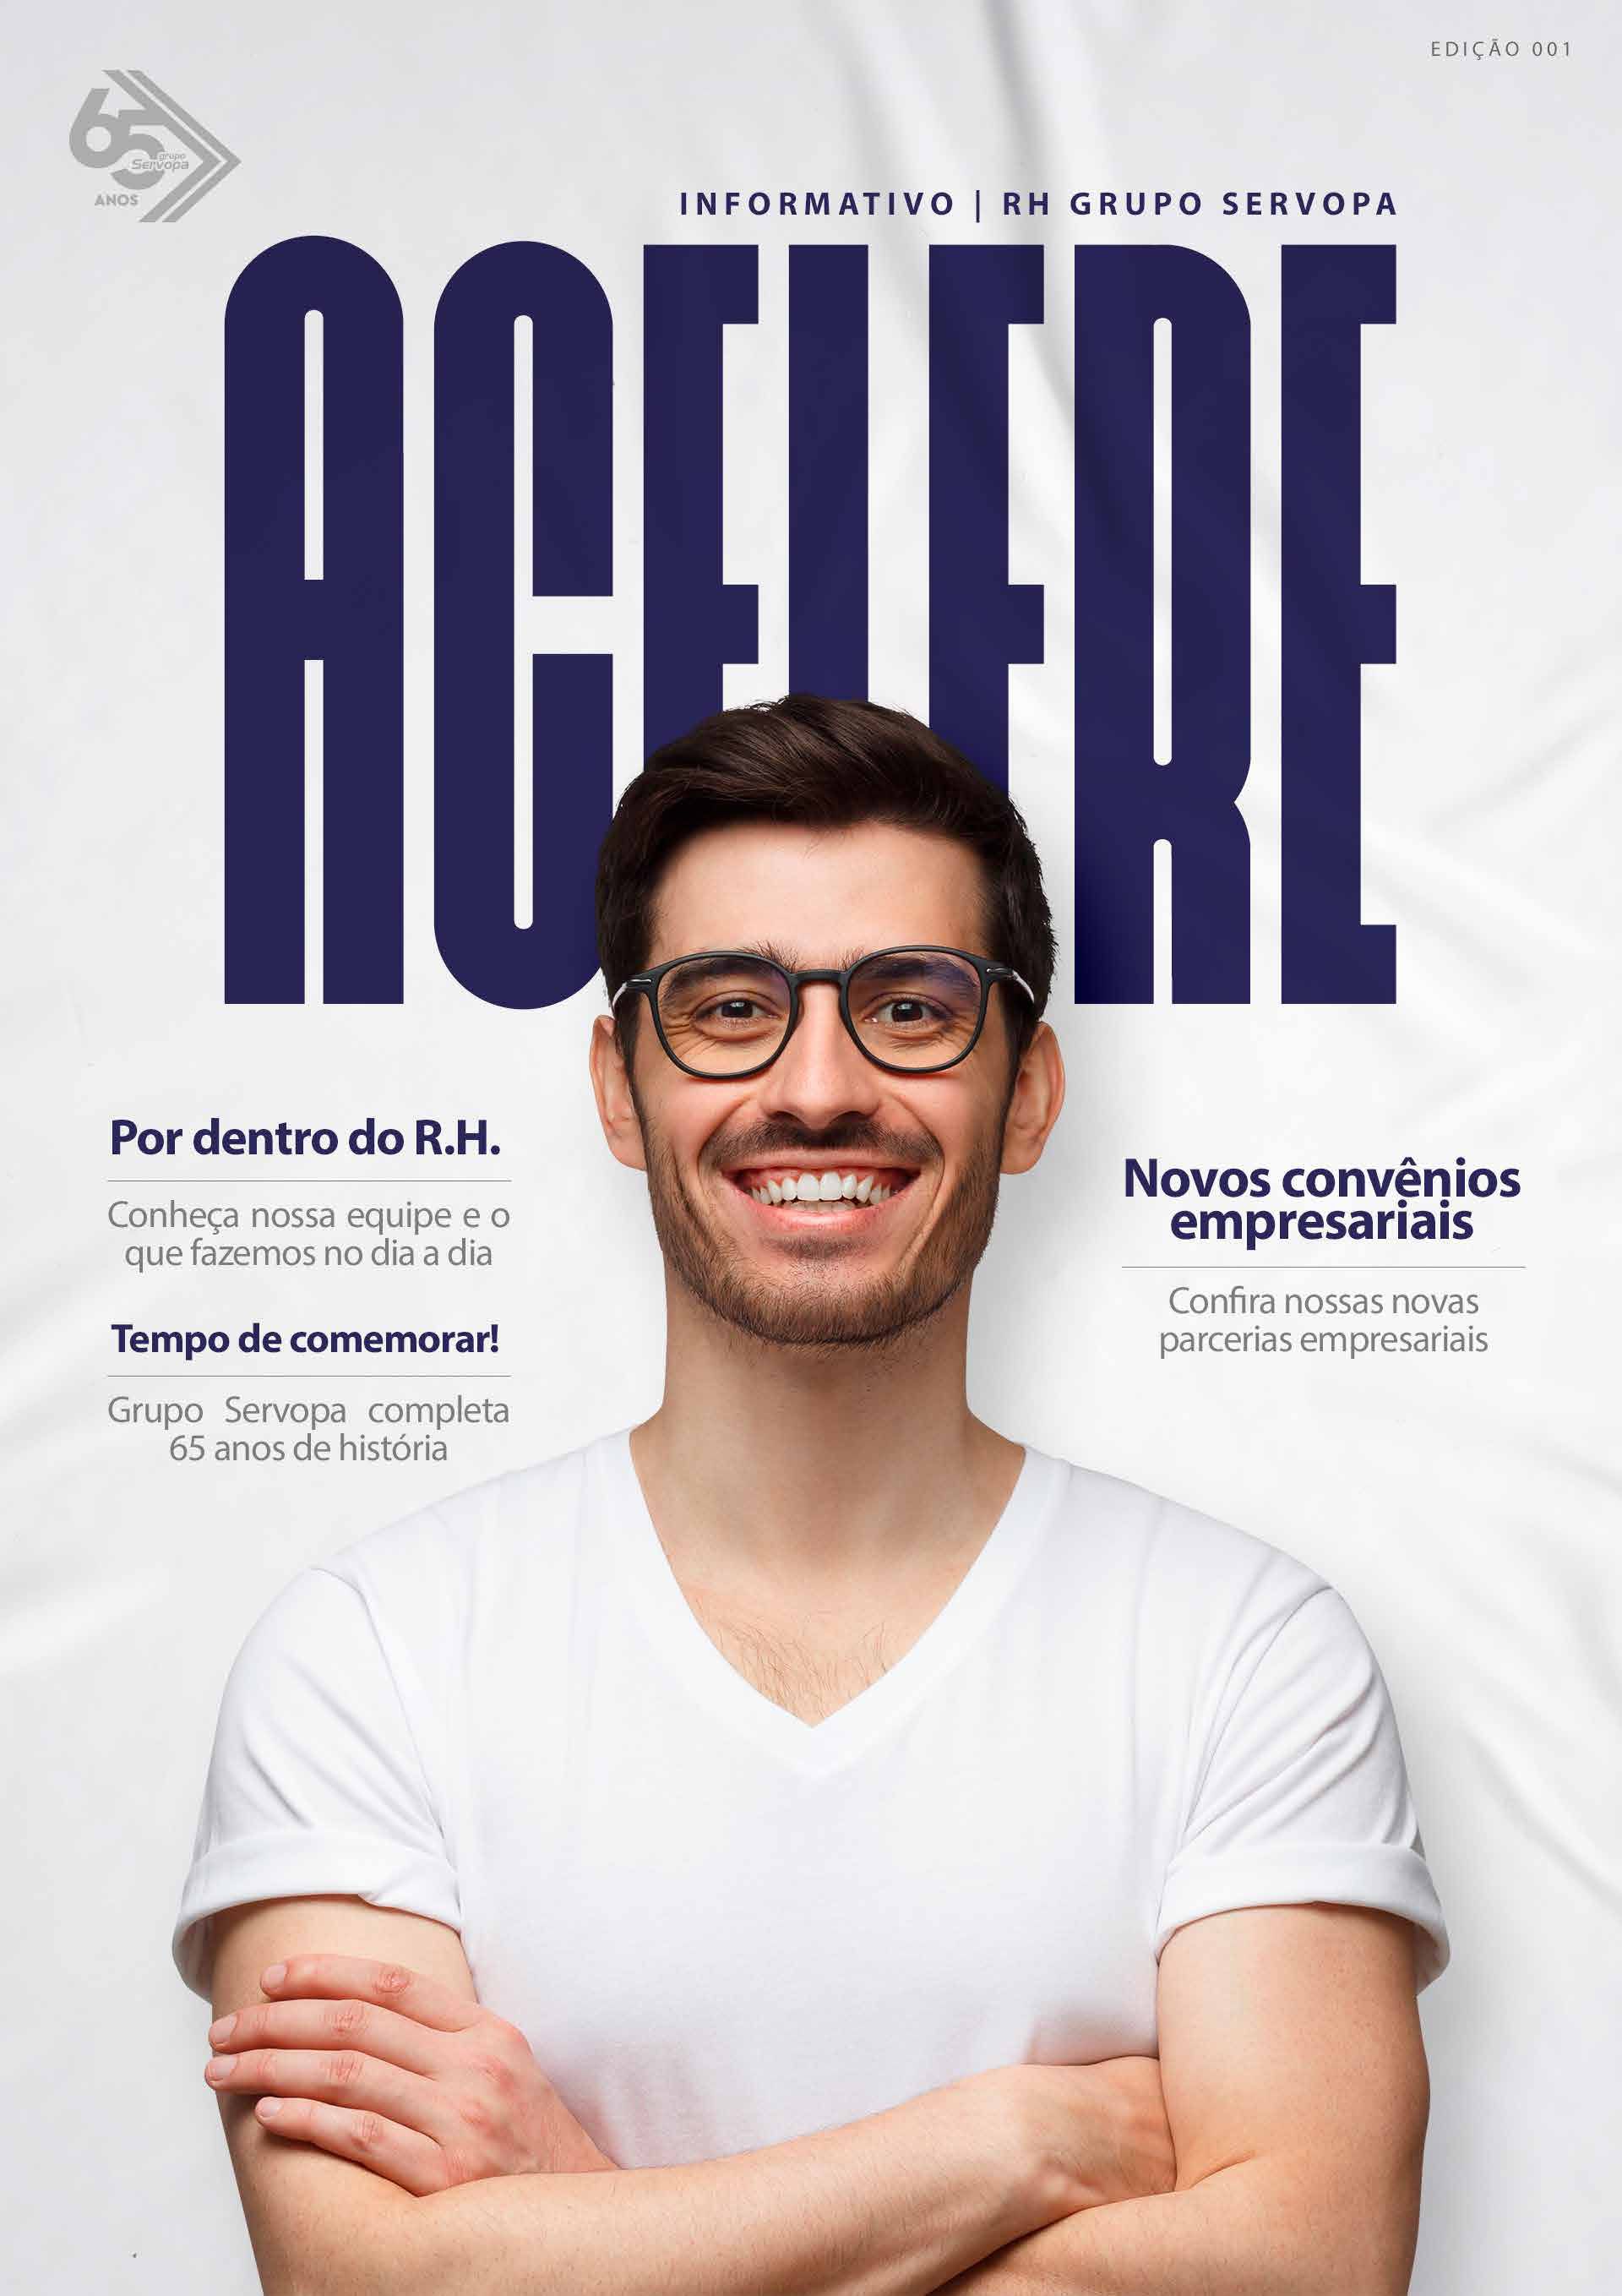 EDIÇÃO 001
65
grupo
Servopa
ANOS
INFORMATIVO | RH GRUPO SERVOPA
ACELERE
Por dentro do R.H.
Conheça nossa equipe e o
que fazemos no dia a dia
Tempo de comemorar!
Grupo Servopa completa
65 anos de história
Novos convênios
empresariais
Confira nossas novas
parcerias empresariais